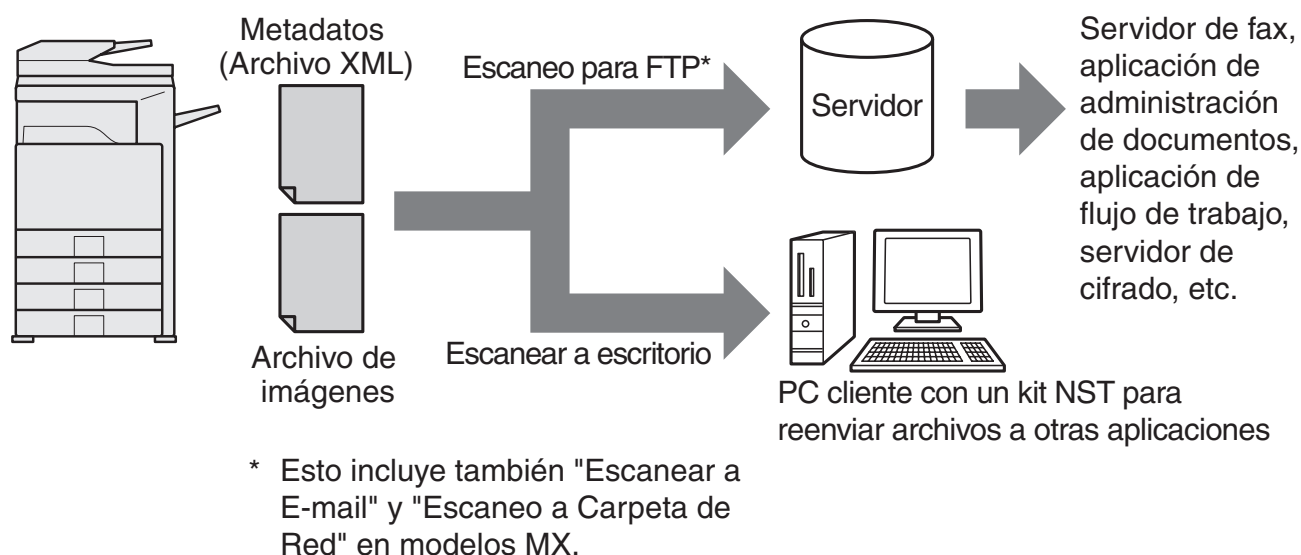 Metadatos
(Archivo XML)
Escaneo para FTP*
Servidor
Servidor de fax,
aplicación de
administración
de documentos,
aplicación de
flujo de trabajo,
servidor de
cifrado, etc.
Archivo de
imágenes
Escanear a escritorio
PC cliente con un kit NST para
reenviar archivos a otras aplicaciones
* Esto incluye también "Escanear a
E-mail" y "Escaneo a Carpeta de
Red" en modelos MX.